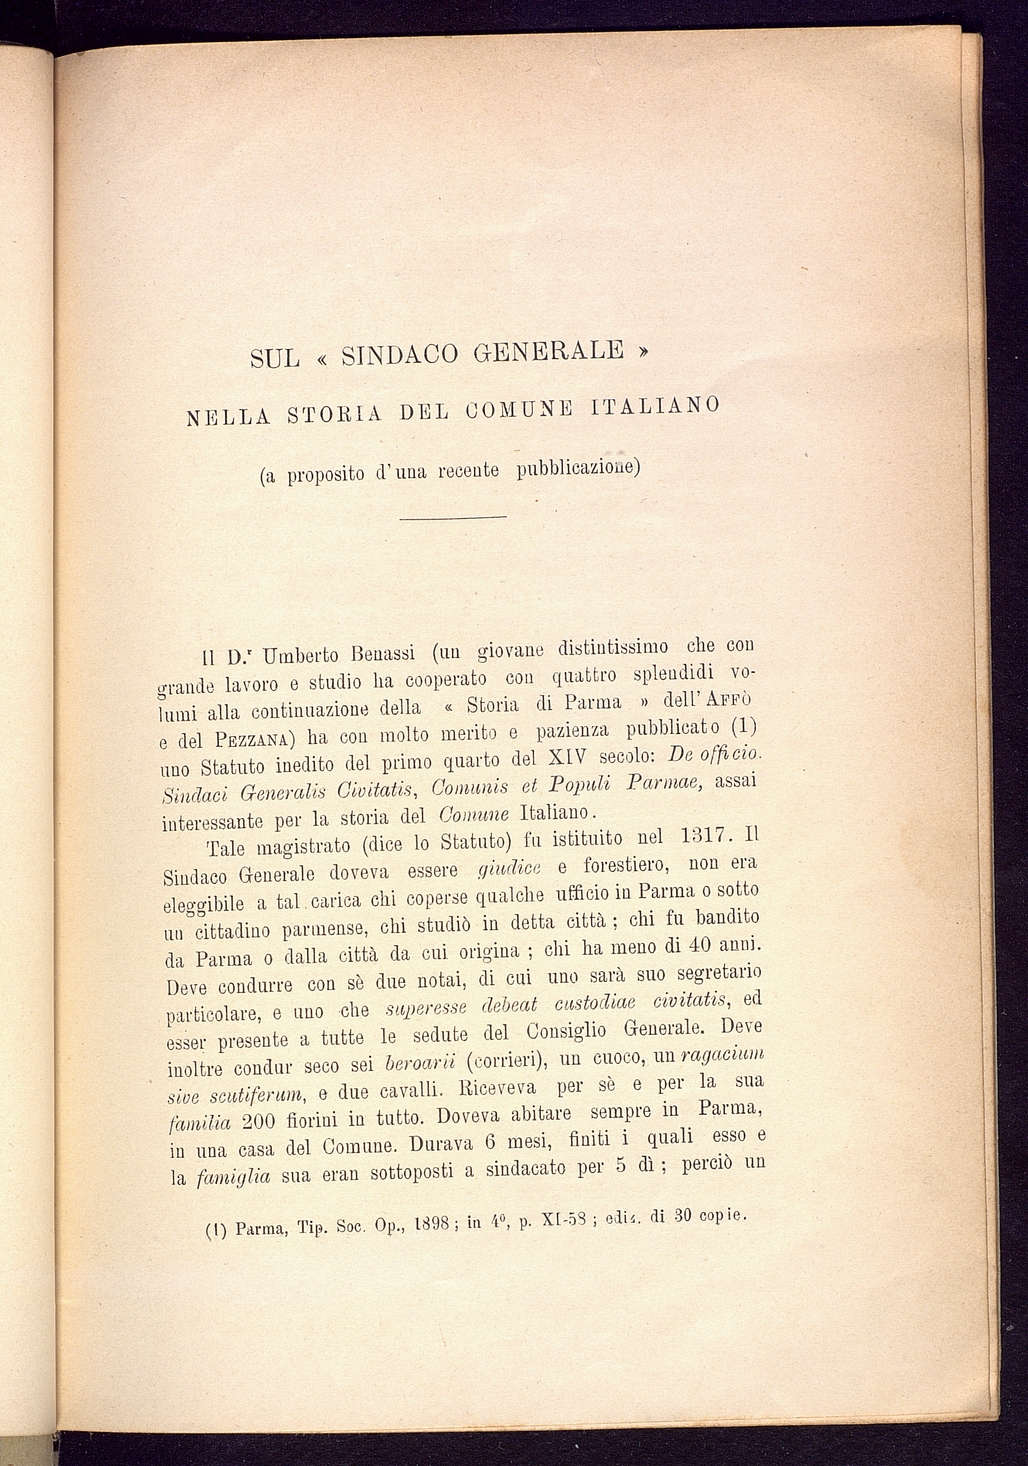 SUL « SINDACO GENERALE »
NELLA STORIA DEL COMUNE ITALIANO
(a proposito d'una recente pubblicazione)
Il D.r Umberto Benassi (un giovane distintissimo che con
grande lavoro e studio ha cooperato con quattro splendidi vo-
lumi alla continuazione della « Storia di Parma » dell'AFFÒ
e del PEZZANA) ha con molto merito e pazienza pubblicato (1)
uno Statuto inedito del primo quarto del XIV secolo: De officio.
Sindaci Generalis Civitatis, Comunis et Populi Parmae, assai
interessante per la storia del Comune Italiano.
Tale magistrato (dice lo Statuto) fu istituito nel 1317. Il
Sindaco Generale doveva essere giudice e forestiero, non era
eleggibile a tal carica chi coperse qualche ufficio in Parma o sotto
un cittadino parmense, chi studiò in detta città ; chi fu bandito
da Parma o dalla città da cui origina ; chi ha meno di 40 anni.
Deve condurre con sè due notai, di cui uno sarà suo segretario
particolare, e uno che superesse debeat custodiae civitatis, ed
esser presente a tutte le sedute del Consiglio Generale. Deve
inoltre condur seco sei beroarii (corrieri), un cuoco, un ragacium
sive scutiferum, e due cavalli. Riceveva per sè e per la sua
familia 200 fiorini in tutto. Doveva abitare sempre in Parma,
in una casa del Comune. Durava 6 mesi, finiti i quali esso e
la famiglia sua eran sottoposti a sindacato per 5 dì ; perciò un
(1) Parma, Tip. Soc. Op., 1898 ; in 4º, p. XI-58 ; ediz. di 30 copie.